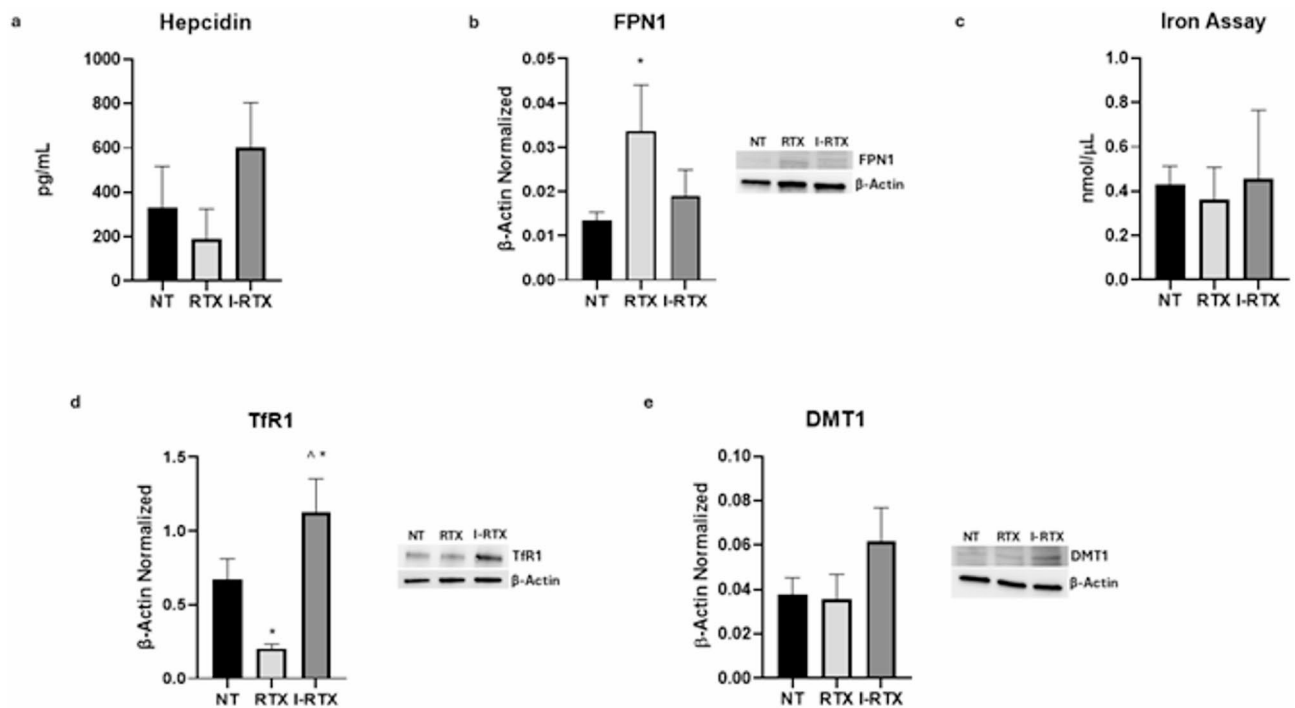 a
Hepcidin
pg/mL
1000
800
600
400
200
0
NT RTX I-RTX
b
FPN1
β-Actin Normalized
0.05
0.04
0.03
0.02
0.01
0.00
*
NT RTX I-RTX
NT RTX I-RTX
FPN1
β-Actin
c
Iron Assay
nmol/μL
1.0
0.8
0.6
0.4
0.2
0.0
NT RTX I-RTX
d
TfR1
β-Actin Normalized
1.5
1.0
0.5
0.0
*
^ *
NT RTX I-RTX
NT RTX I-RTX
TfR1
β-Actin
e
DMT1
β-Actin Normalized
0.10
0.08
0.06
0.04
0.02
0.00
NT RTX I-RTX
NT RTX I-RTX
DMT1
β-Actin